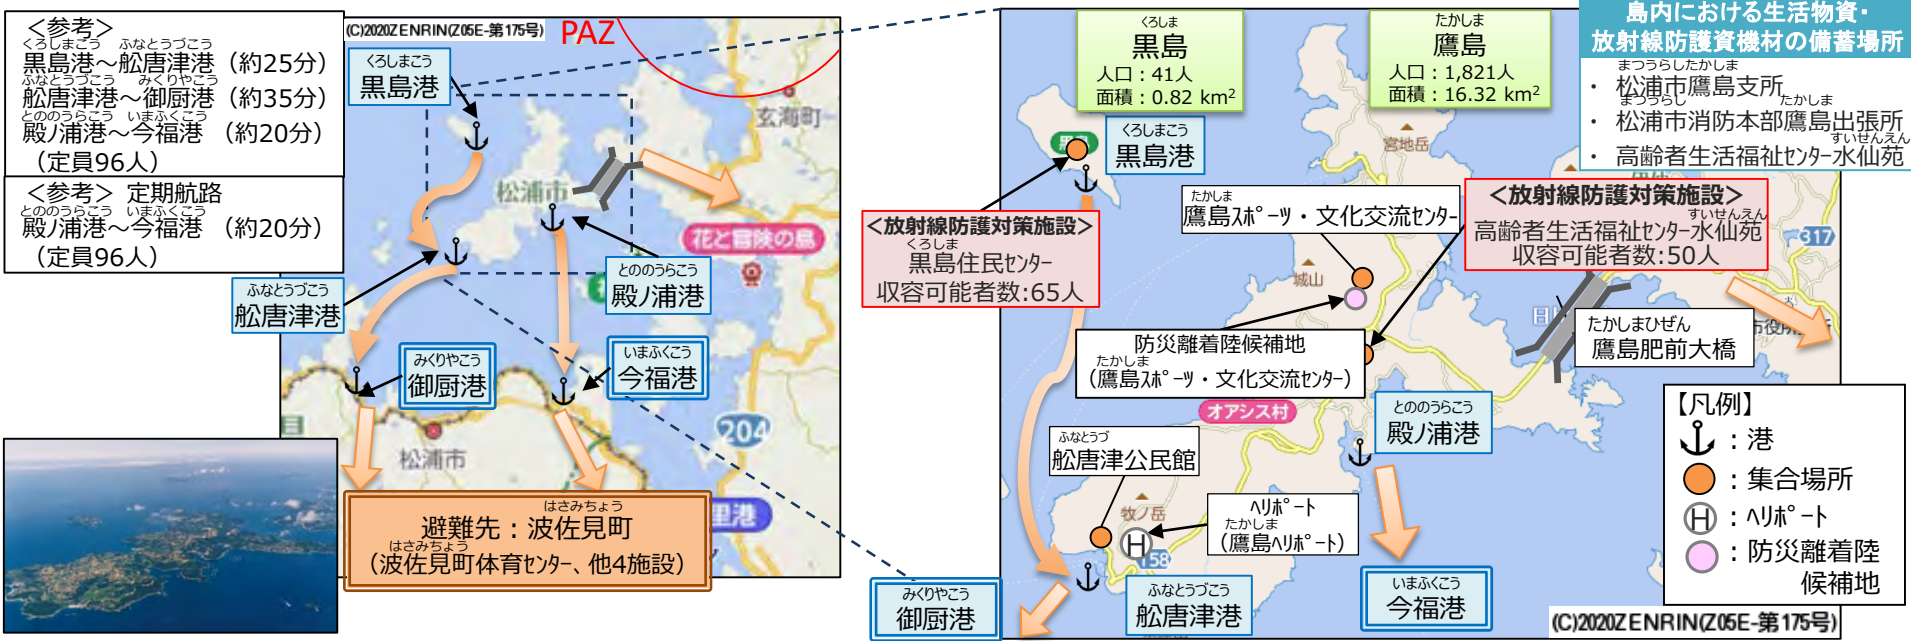 <参考>
くろしまこう ふなとうづこう
黒島港～舩唐津港（約25分）
ふなとうづこう みくりやこう
舩唐津港～御厨港（約35分）
とののうらこう いまふくこう
殿ノ浦港～今福港（約20分）
（定員96人）
<参考> 定期航路
とののうらこう いまふくこう
殿ノ浦港～今福港（約20分）
（定員96人）
(C)2020ZENRIN(Z05E-第175号)
PAZ
くろしまこう
黒島港
玄海町
松浦市
花と冒険の島
とののうらこう
殿ノ浦港
ふなとうづこう
舩唐津港
みくりやこう
御厨港
いまふくこう
今福港
204
松浦市
里港
はさみちょう
避難先：波佐見町
はさみちょう
（波佐見町体育センター、他4施設）
くろしま
黒島
人口：41人
面積：0.82 km²
たかしま
鷹島
人口：1,821人
面積：16.32 km²
島内における生活物資・
放射線防護資機材の備蓄場所
まつうらしたかしま
・ 松浦市鷹島支所
まつうらし たかしま
・ 松浦市消防本部鷹島出張所
すいせんえん
・ 高齢者生活福祉センター水仙苑
くろしまこう
黒島港
黒島
宮地岳
<放射線防護対策施設>
くろしま
黒島住民センター
収容可能者数:65人
たかしま
鷹島スポーツ・文化交流センター
<放射線防護対策施設>
すいせんえん
高齢者生活福祉センター水仙苑
収容可能者数:50人
317
城山
防災離着陸候補地
たかしま
（鷹島スポーツ・文化交流センター）
たかしまひぜん
鷹島肥前大橋
市役所
オアシス村
とののうらこう
殿ノ浦港
ふなとうづ
舩唐津公民館
牧ノ岳
ヘリポート
たかしま
（鷹島ヘリポート）
158
みくりやこう
御厨港
ふなとうづこう
舩唐津港
いまふくこう
今福港
【凡例】
：港
：集合場所
H：ヘリポート
：防災離着陸
候補地
(C)2020ZENRIN(Z05E-第175号)